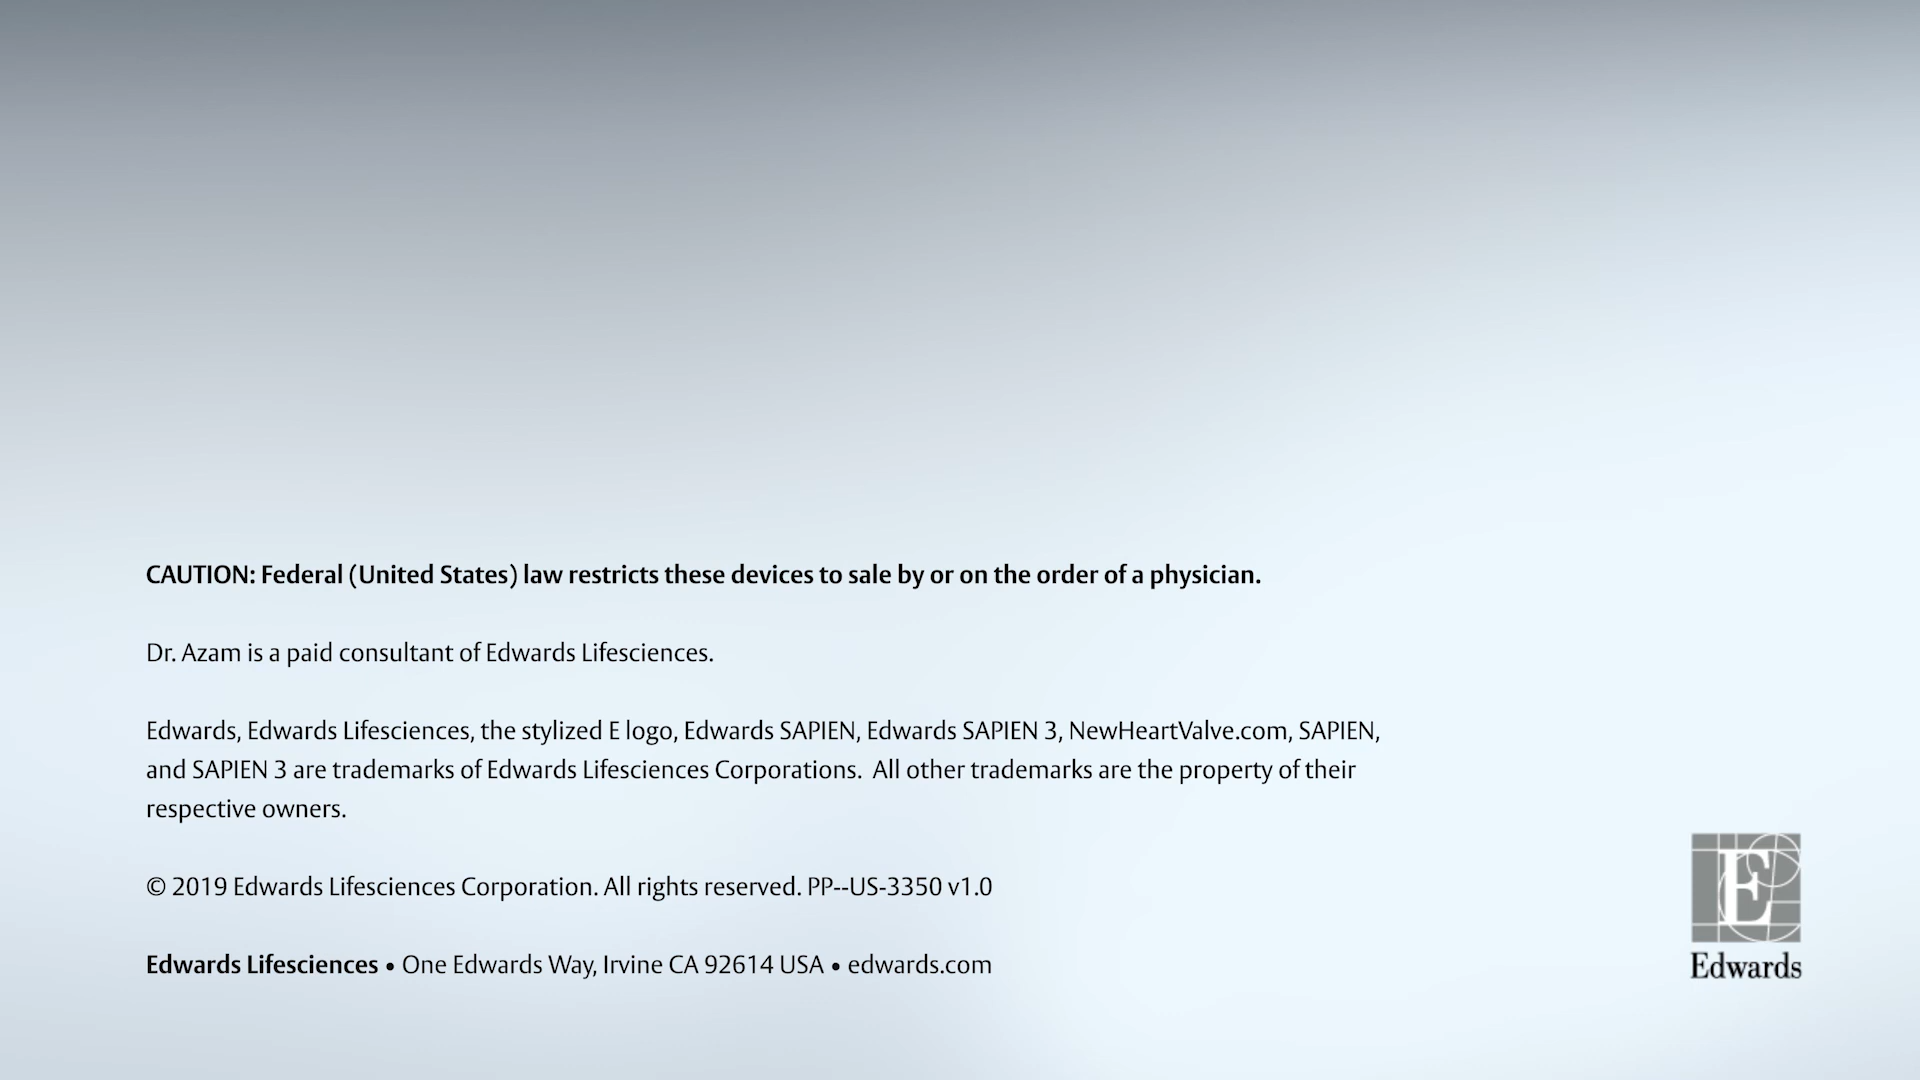 CAUTION: Federal (United States) law restricts these devices to sale by or on the order of a physician.
Dr. Azam is a paid consultant of Edwards Lifesciences.
Edwards, Edwards Lifesciences, the stylized E logo, Edwards SAPIEN, Edwards SAPIEN 3, NewHeartValve.com, SAPIEN,
and SAPIEN 3 are trademarks of Edwards Lifesciences Corporations.  All other trademarks are the property of their
respective owners.
© 2019 Edwards Lifesciences Corporation. All rights reserved. PP--US-3350 v1.0
Edwards Lifesciences • One Edwards Way, Irvine CA 92614 USA • edwards.com
E
Edwards